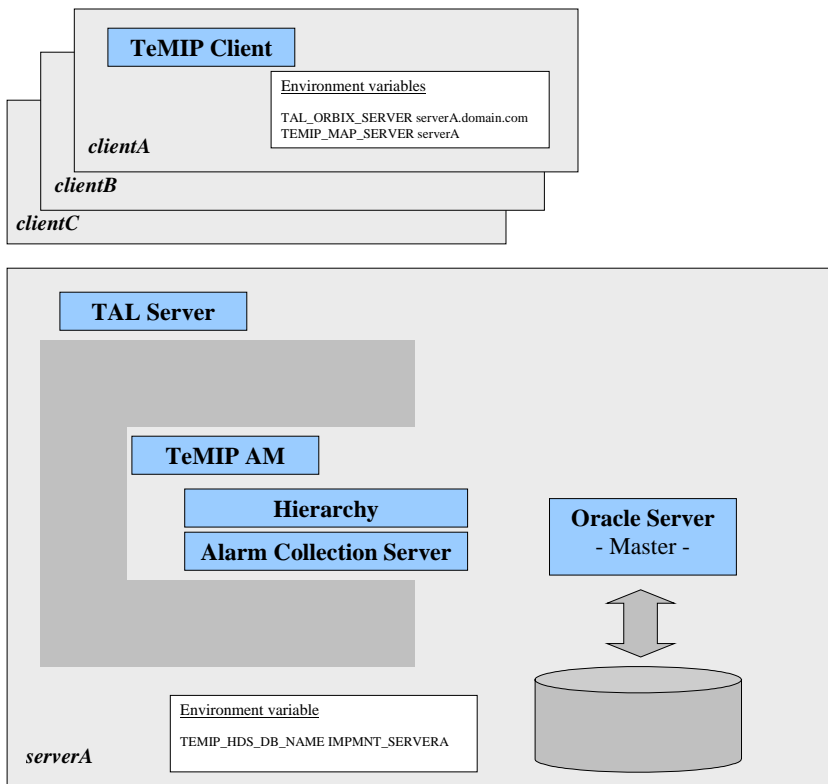 TeMIP Client
Environment variables
TAL_ORBIX_SERVER serverA.domain.com
TEMIP_MAP_SERVER serverA
clientA
clientB
clientC
TAL Server
TeMIP AM
Hierarchy
Alarm Collection Server
Oracle Server
- Master -
Environment variable
TEMIP_HDS_DB_NAME IMPMNT_SERVERA
serverA